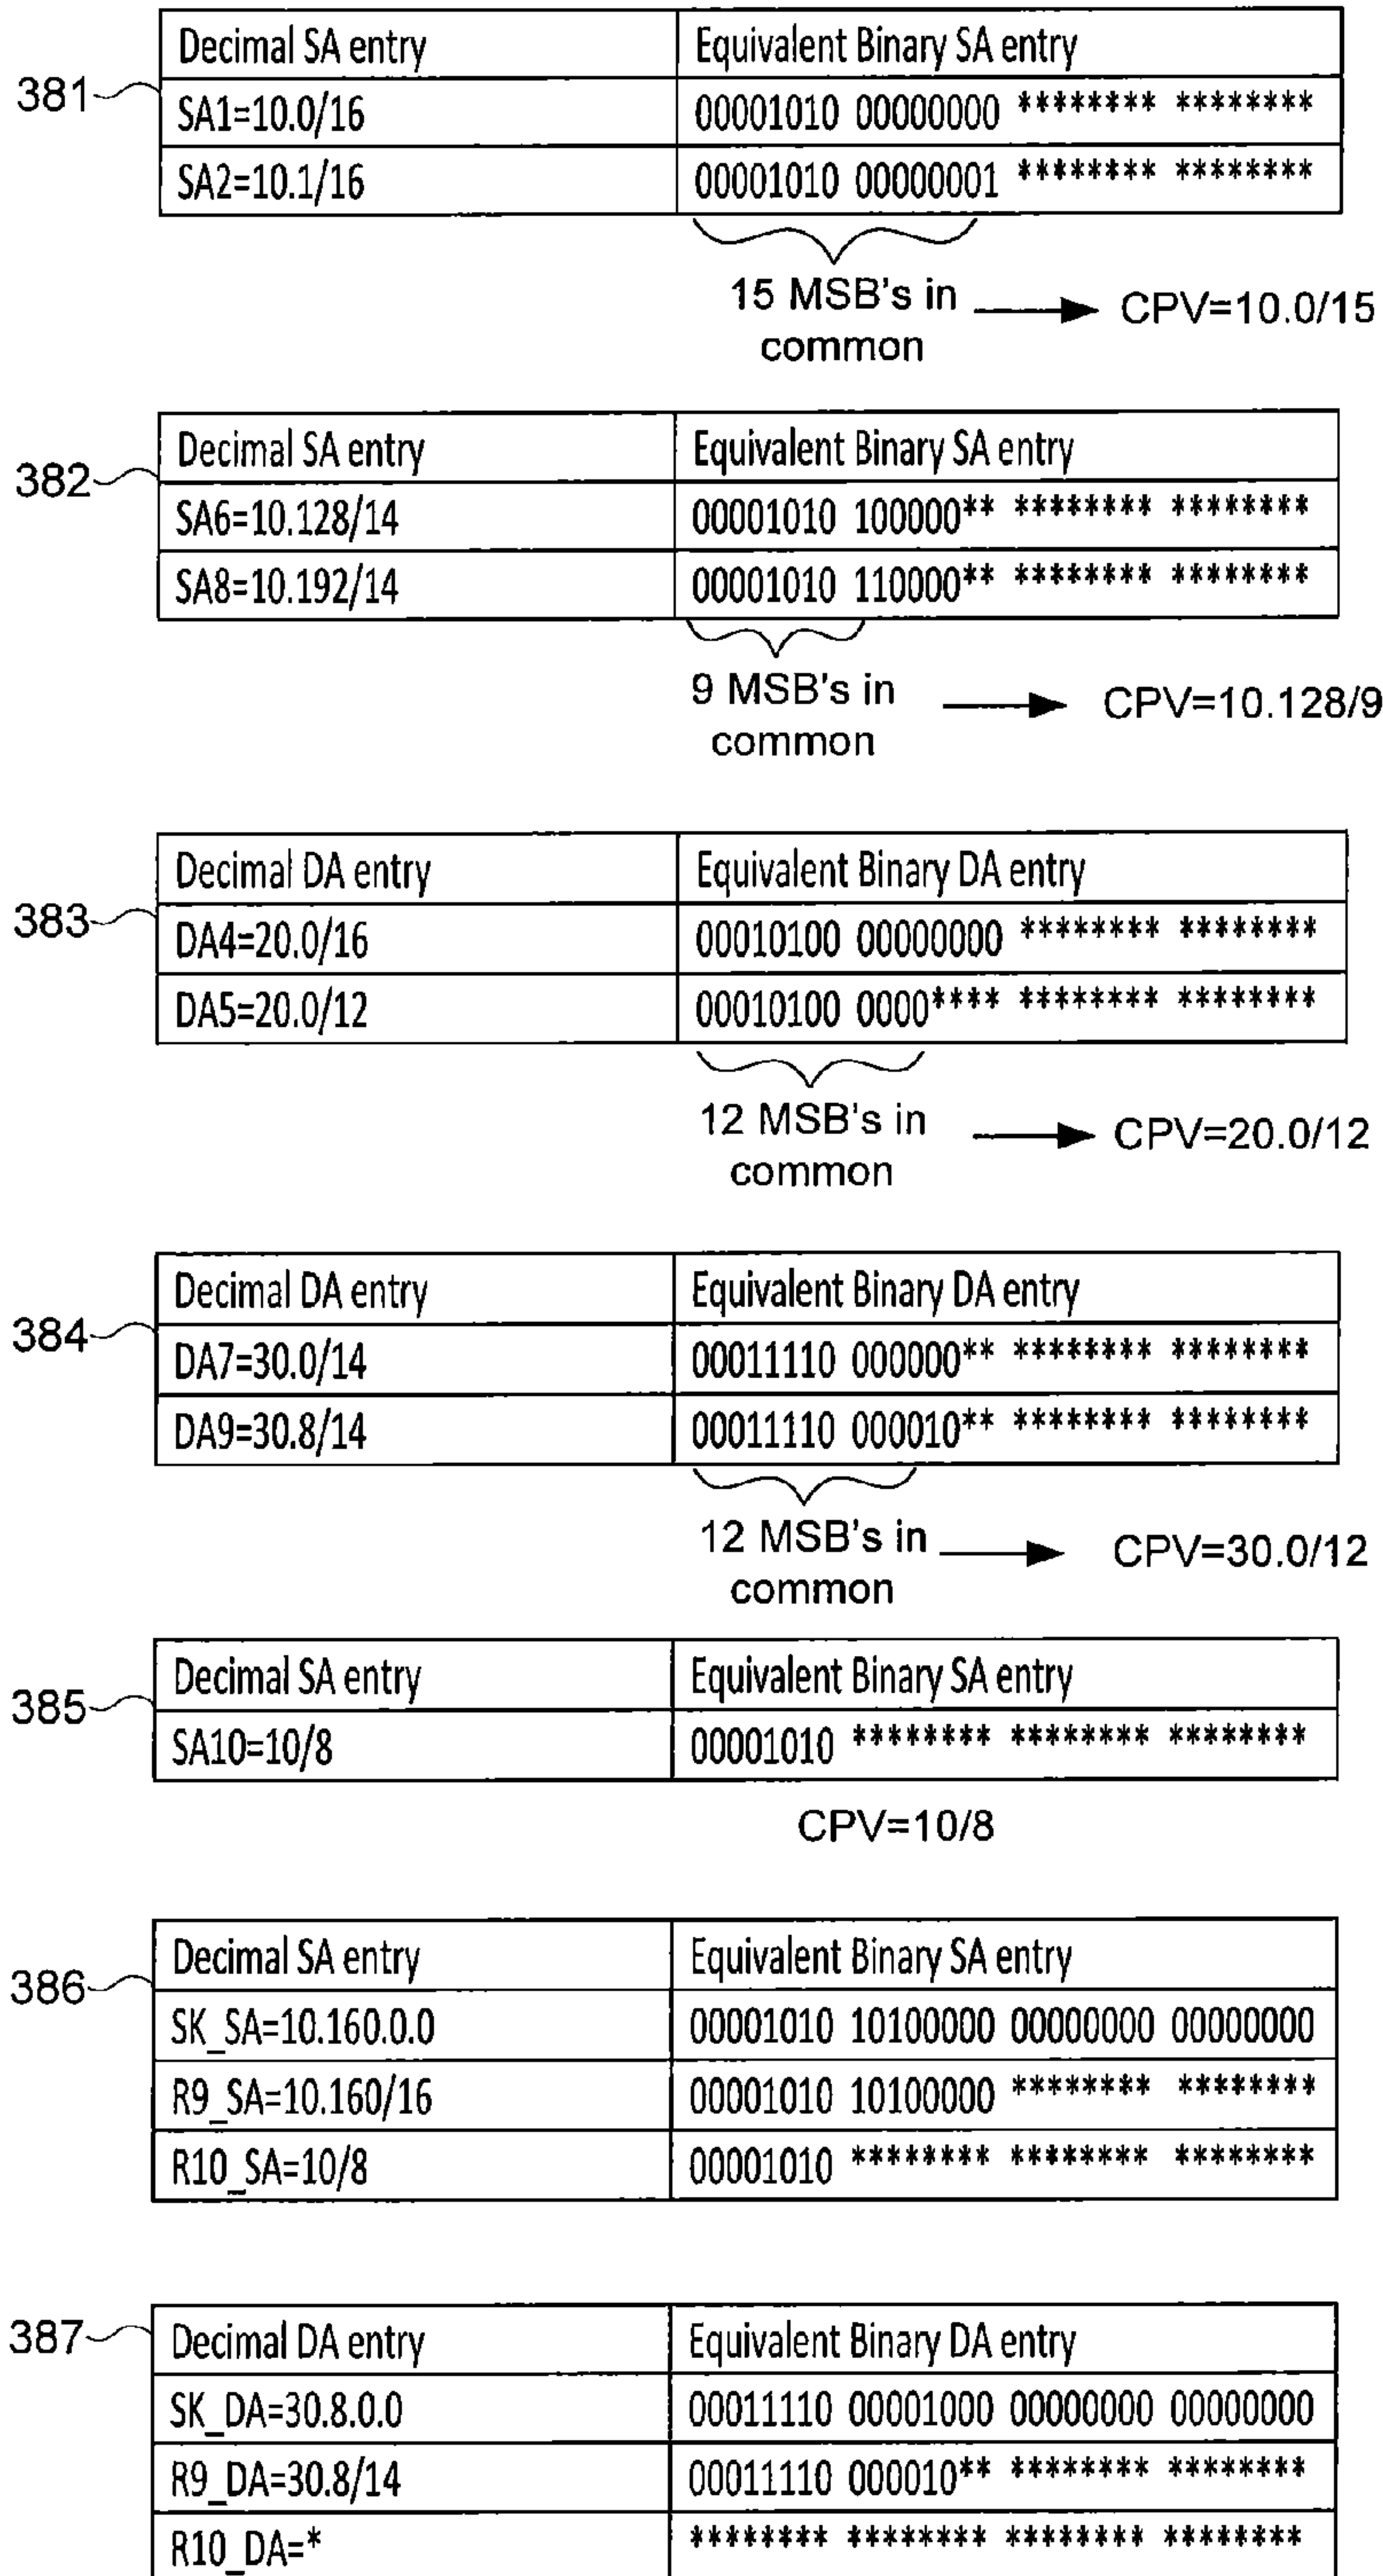 Decimal SA entry Equivalent Binary SA entry
381
SA1=10.0/16 00001010 00000000 ******** ********
SA2=10.1/16 00001010 00000001 ******** ********
15 MSB's in
common
CPV=10.0/15
Decimal SA entry Equivalent Binary SA entry
382
SA6=10.128/14 00001010 100000** ******** ********
SA8=10.192/14 00001010 110000** ******** ********
9 MSB's in
common
CPV=10.128/9
Decimal DA entry Equivalent Binary DA entry
383
DA4=20.0/16 00010100 00000000 ******** ********
DA5=20.0/12 00010100 0000**** ******** ********
12 MSB's in
common
CPV=20.0/12
Decimal DA entry Equivalent Binary DA entry
384
DA7=30.0/14 00011110 000000** ******** ********
DA9=30.8/14 00011110 000010** ******** ********
12 MSB's in
common
CPV=30.0/12
Decimal SA entry Equivalent Binary SA entry
385
SA10=10/8 00001010 ******** ******** ********
CPV=10/8
Decimal SA entry Equivalent Binary SA entry
386
SK_SA=10.160.0.0 00001010 10100000 00000000 00000000
R9_SA=10.160/16 00001010 10100000 ******** ********
R10_SA=10/8 00001010 ******** ******** ********
387
Decimal DA entry Equivalent Binary DA entry
SK_DA=30.8.0.0 00011110 00001000 00000000 00000000
R9_DA=30.8/14 00011110 000010** ******** ********
R10_DA=* ******** ******** ******** ********